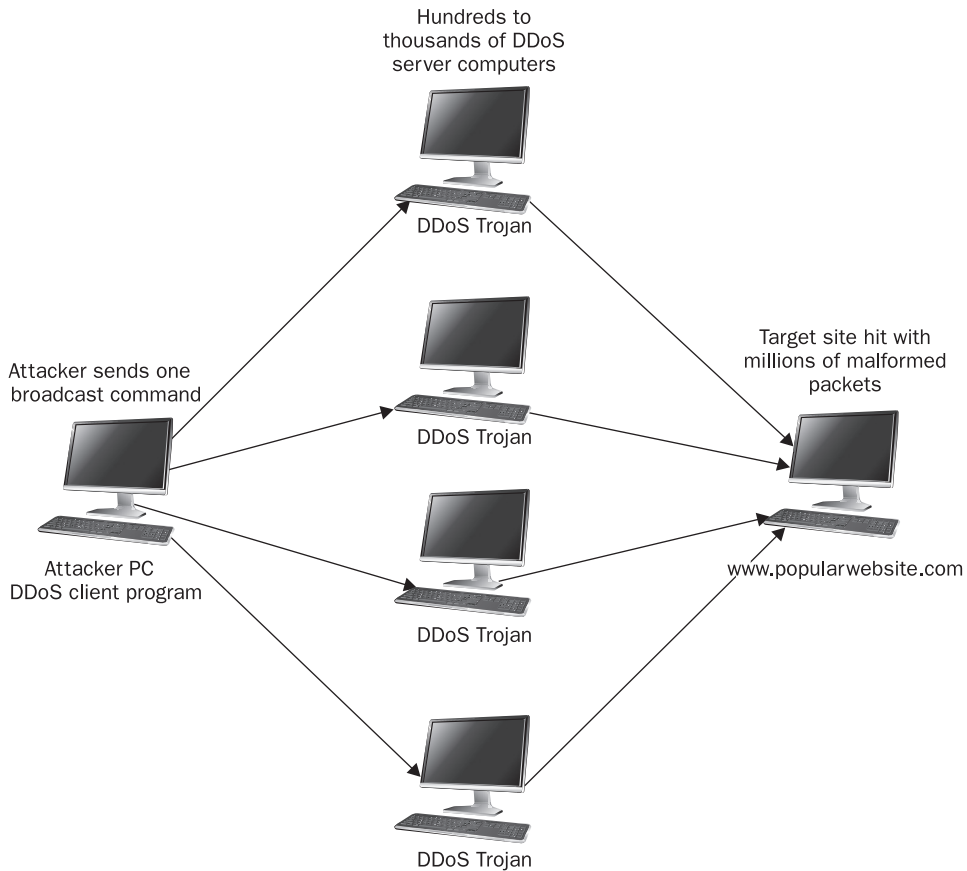 Hundreds to
thousands of DDoS
server computers
DDoS Trojan
Attacker sends one
broadcast command
Attacker PC
DDoS client program
DDoS Trojan
DDoS Trojan
DDoS Trojan
Target site hit with
millions of malformed
packets
www.popularwebsite.com